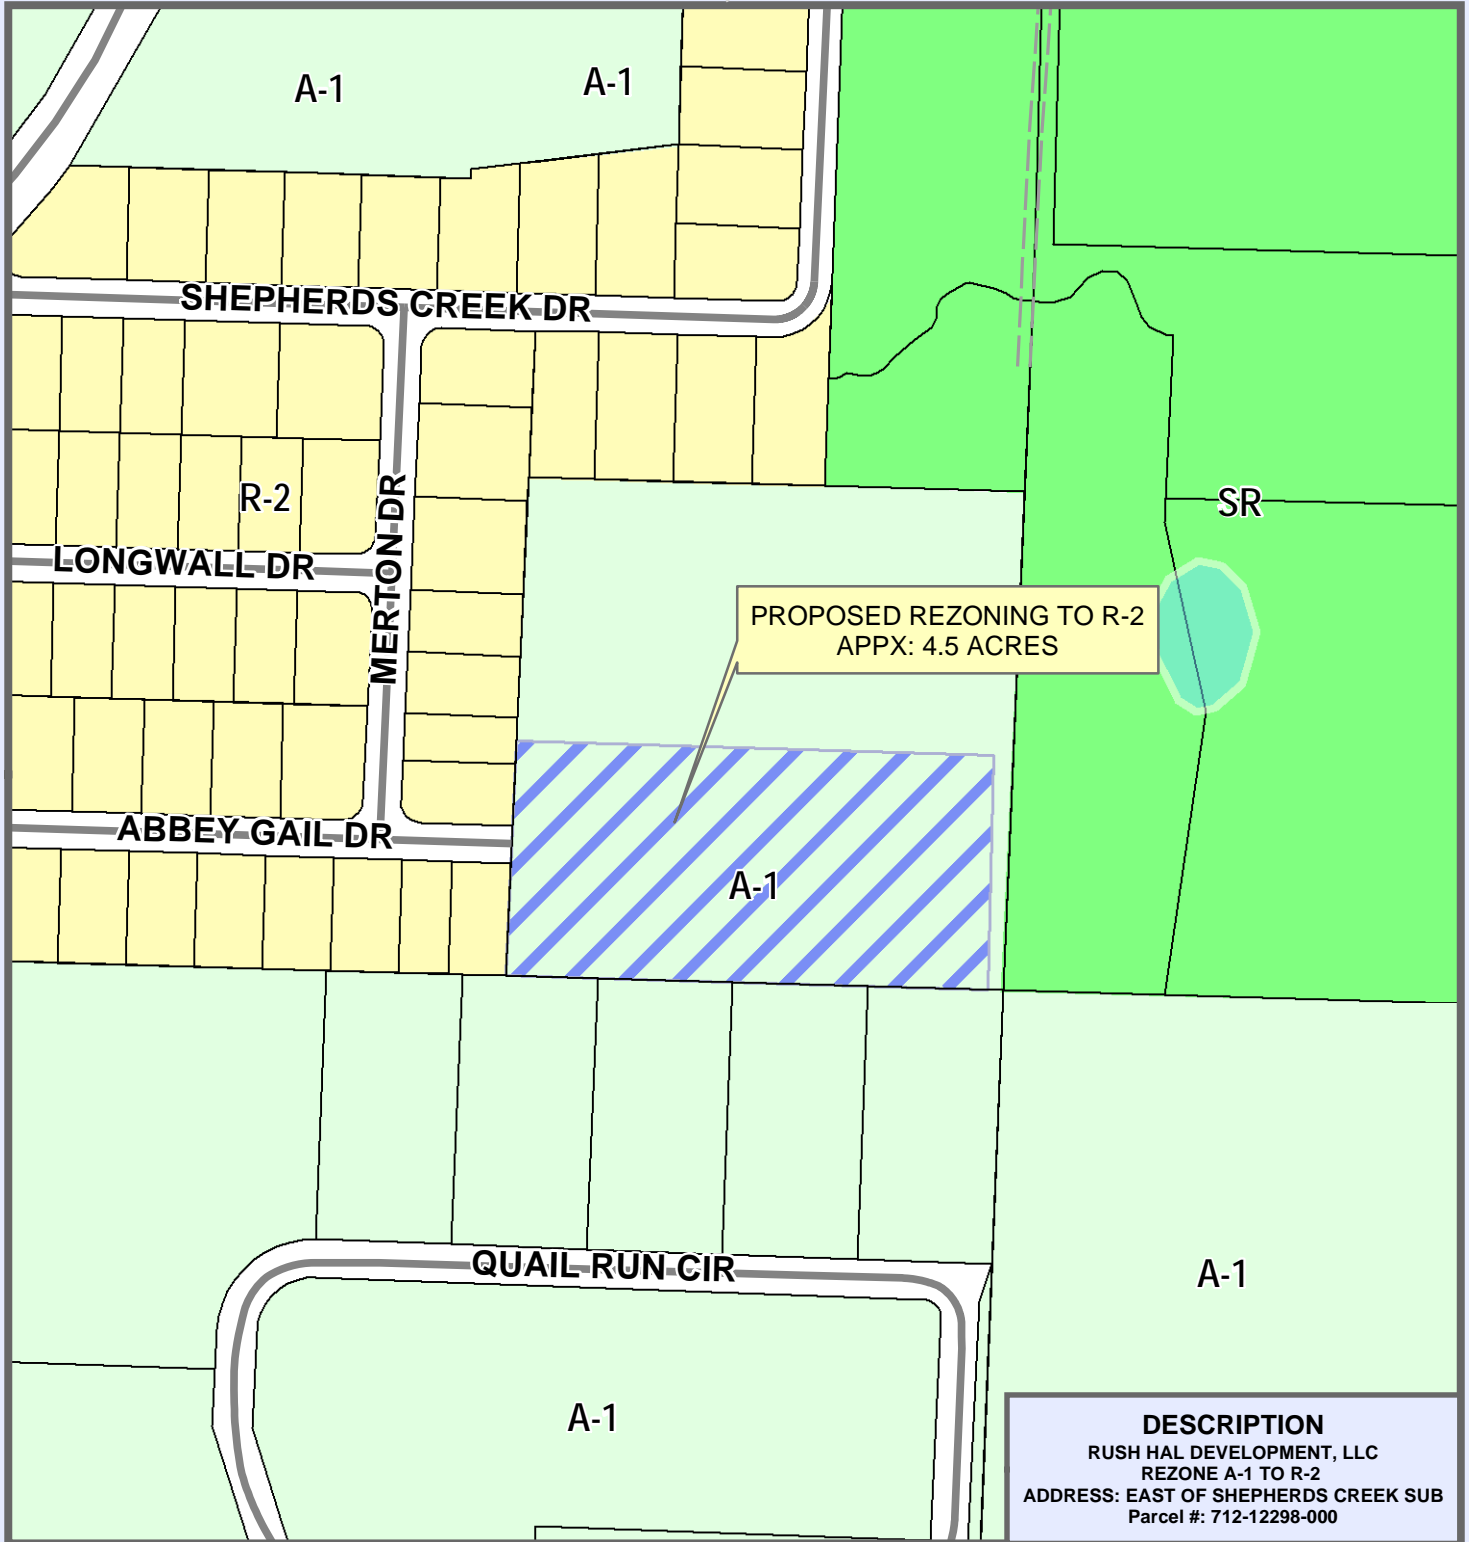 A-1
A-1
SHEPHERDS CREEK DR
R-2
MERTON DR
SR
LONGWALL DR
PROPOSED REZONING TO R-2
APPX: 4.5 ACRES
ABBEY GAIL DR
A-1
QUAIL RUN CIR
A-1
A-1
DESCRIPTION
RUSH HAL DEVELOPMENT, LLC
REZONE A-1 TO R-2
ADDRESS: EAST OF SHEPHERDS CREEK SUB
Parcel #: 712-12298-000